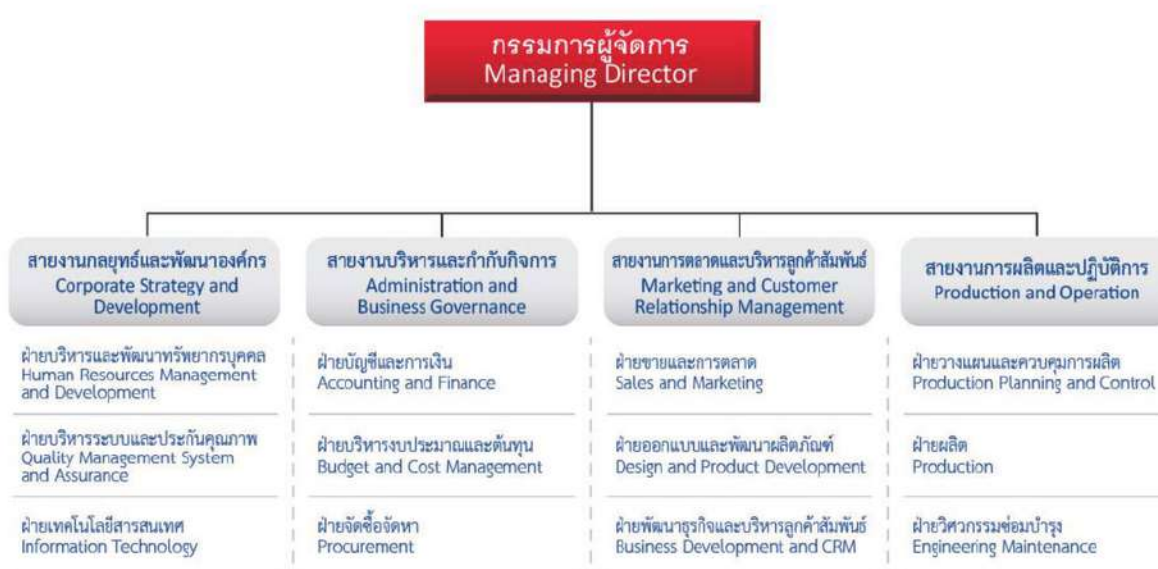 กรรมการผู้จัดการ
Managing Director
สายงานกลยุทธ์และพัฒนาองค์กร
Corporate Strategy and
Development
ฝ่ายบริหารและพัฒนาทรัพยากรบุคคล
Human Resources Management
and Development
ฝ่ายบริหารระบบและประกันคุณภาพ
Quality Management System
and Assurance
ฝ่ายเทคโนโลยีสารสนเทศ
Information Technology
สายงานบริหารและกำกับกิจการ
Administration and
Business Governance
ฝ่ายบัญชีและการเงิน
Accounting and Finance
ฝ่ายบริหารงบประมาณและต้นทุน
Budget and Cost Management
ฝ่ายจัดซื้อจัดหา
Procurement
สายงานการตลาดและบริหารลูกค้าสัมพันธ์
Marketing and Customer
Relationship Management
ฝ่ายขายและการตลาด
Sales and Marketing
ฝ่ายออกแบบและพัฒนาผลิตภัณฑ์
Design and Product Development
ฝ่ายพัฒนาธุรกิจและบริหารลูกค้าสัมพันธ์
Business Development and CRM
สายงานการผลิตและปฏิบัติการ
Production and Operation
ฝ่ายวางแผนและควบคุมการผลิต
Production Planning and Control
ฝ่ายผลิต
Production
ฝ่ายวิศวกรรมซ่อมบำรุง
Engineering Maintenance